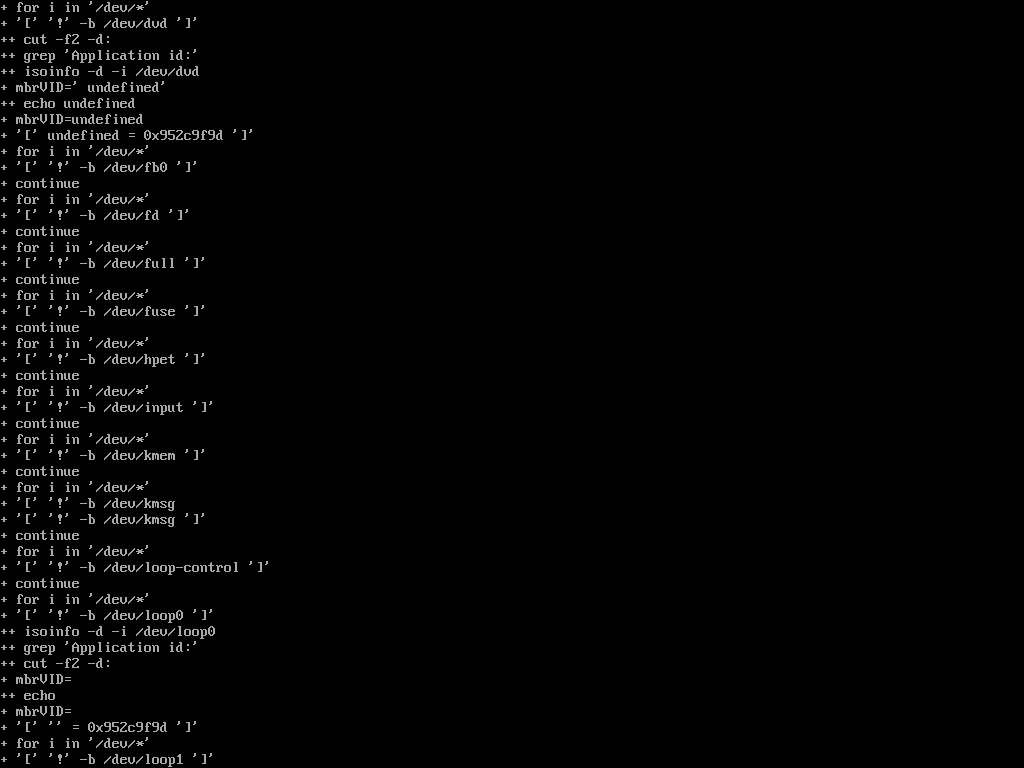 + for i in '/dev/*'
+ '[' '!' -b /dev/dvd ']'
++ cut -f2 -d:
++ grep 'Application id:'
++ isoinfo -d -i /dev/dvd
+ mbrVID=' undefined'
++ echo undefined
+ mbrVID=undefined
+ '[' undefined = 0x952c9f9d ']'
+ for i in '/dev/*'
+ '[' '!' -b /dev/fb0 ']'
+ continue
+ for i in '/dev/*'
+ '[' '!' -b /dev/fd ']'
+ continue
+ for i in '/dev/*'
+ '[' '!' -b /dev/full ']'
+ continue
+ for i in '/dev/*'
+ '[' '!' -b /dev/fuse ']'
+ continue
+ for i in '/dev/*'
+ '[' '!' -b /dev/hpet ']'
+ continue
+ for i in '/dev/*'
+ '[' '!' -b /dev/input ']'
+ continue
+ for i in '/dev/*'
+ '[' '!' -b /dev/kmem ']'
+ continue
+ for i in '/dev/*'
+ '[' '!' -b /dev/kmsg
+ '[' '!' -b /dev/kmsg ']'
+ continue
+ for i in '/dev/*'
+ '[' '!' -b /dev/loop-control ']'
+ continue
+ for i in '/dev/*'
+ '[' '!' -b /dev/loop0 ']'
++ isoinfo -d -i /dev/loop0
++ grep 'Application id:'
++ cut -f2 -d:
+ mbrVID=
++ echo
+ mbrVID=
+ '[' '' = 0x952c9f9d ']'
+ for i in '/dev/*'
+ '[' '!' -b /dev/loop1 ']'